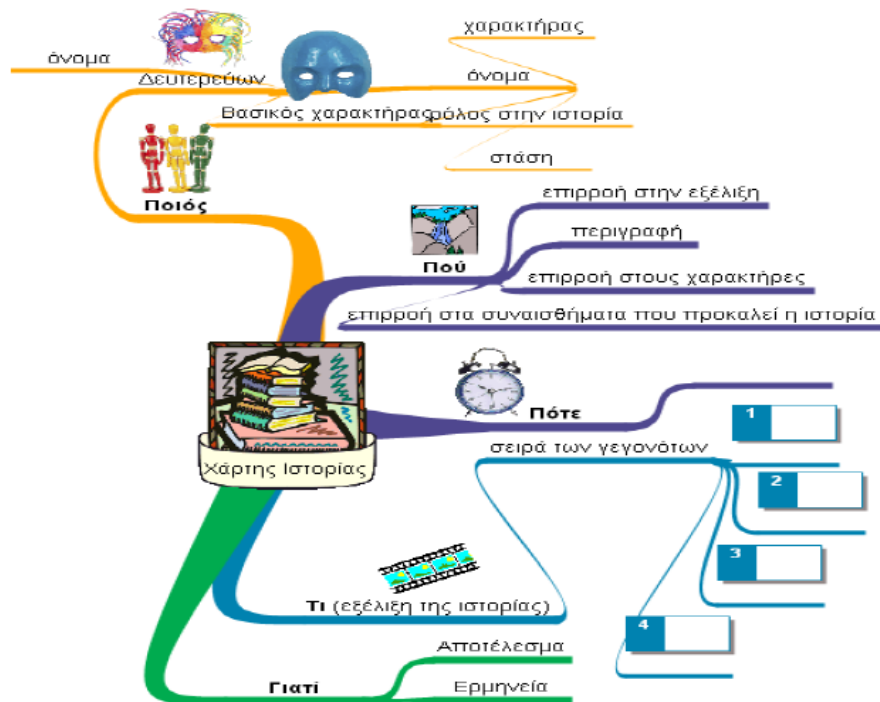 χαρακτήρας
όνομα
Δευτερεύων
όνομα
Βασικός χαρακτήρας
ρόλος στην ιστορία
στάση
Ποιός
επιρροή στην εξέλιξη
περιγραφή
Πού
επιρροή στους χαρακτήρες
επιρροή στα συναισθήματα που προκαλεί η ιστορία
Πότε
1
σειρά των γεγονότων
Χάρτης Ιστορίας
2
3
Τι (εξέλιξη της ιστορίας)
4
Αποτέλεσμα
Γιατί
Ερμηνεία